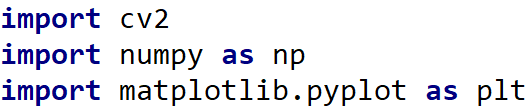 import cv2
import numpy as np
import matplotlib.pyplot as plt